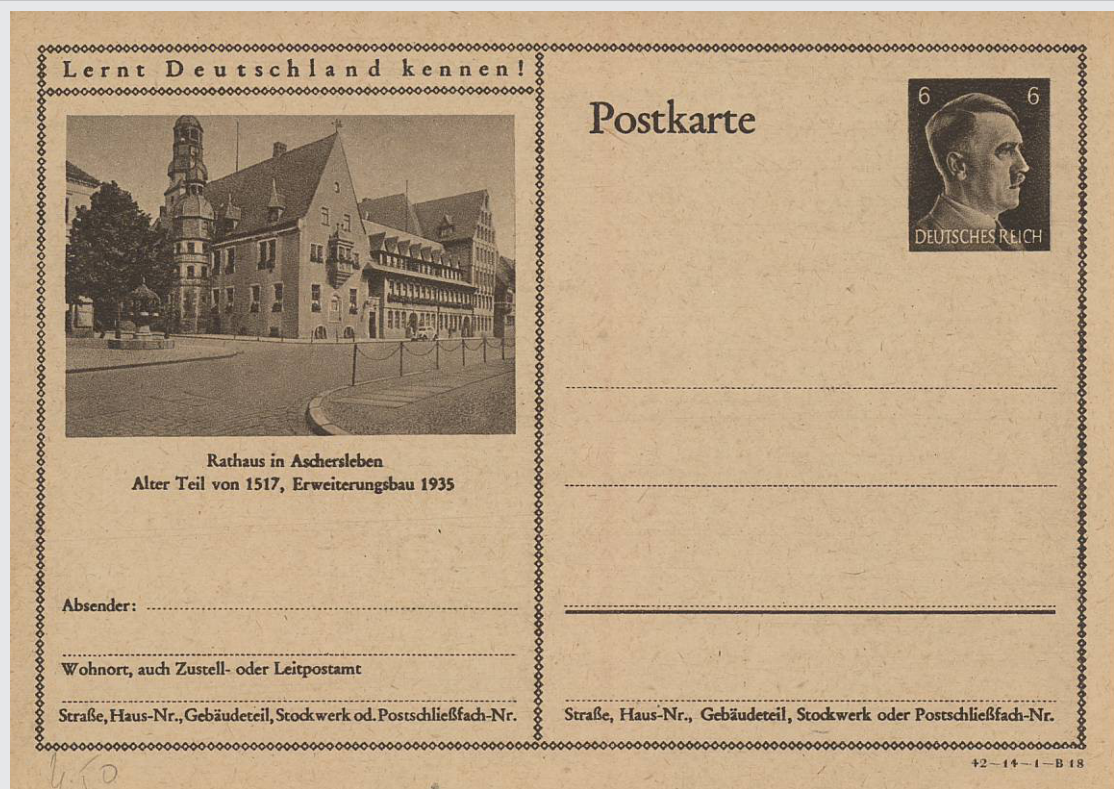 Lernt Deutschland kennen!
Rathaus in Aschersleben
Alter Teil von 1517, Erweiterungsbau 1935
Absender:
Wohnort, auch Zustell- oder Leitpostamt
Straße, Haus-Nr., Gebäudeteil, Stockwerk od. Postschließfach-Nr.
Postkarte
6 6
DEUTSCHES REICH
Straße, Haus-Nr., Gebäudeteil, Stockwerk oder Postschließfach-Nr.
42–14–1–B 18
4.50